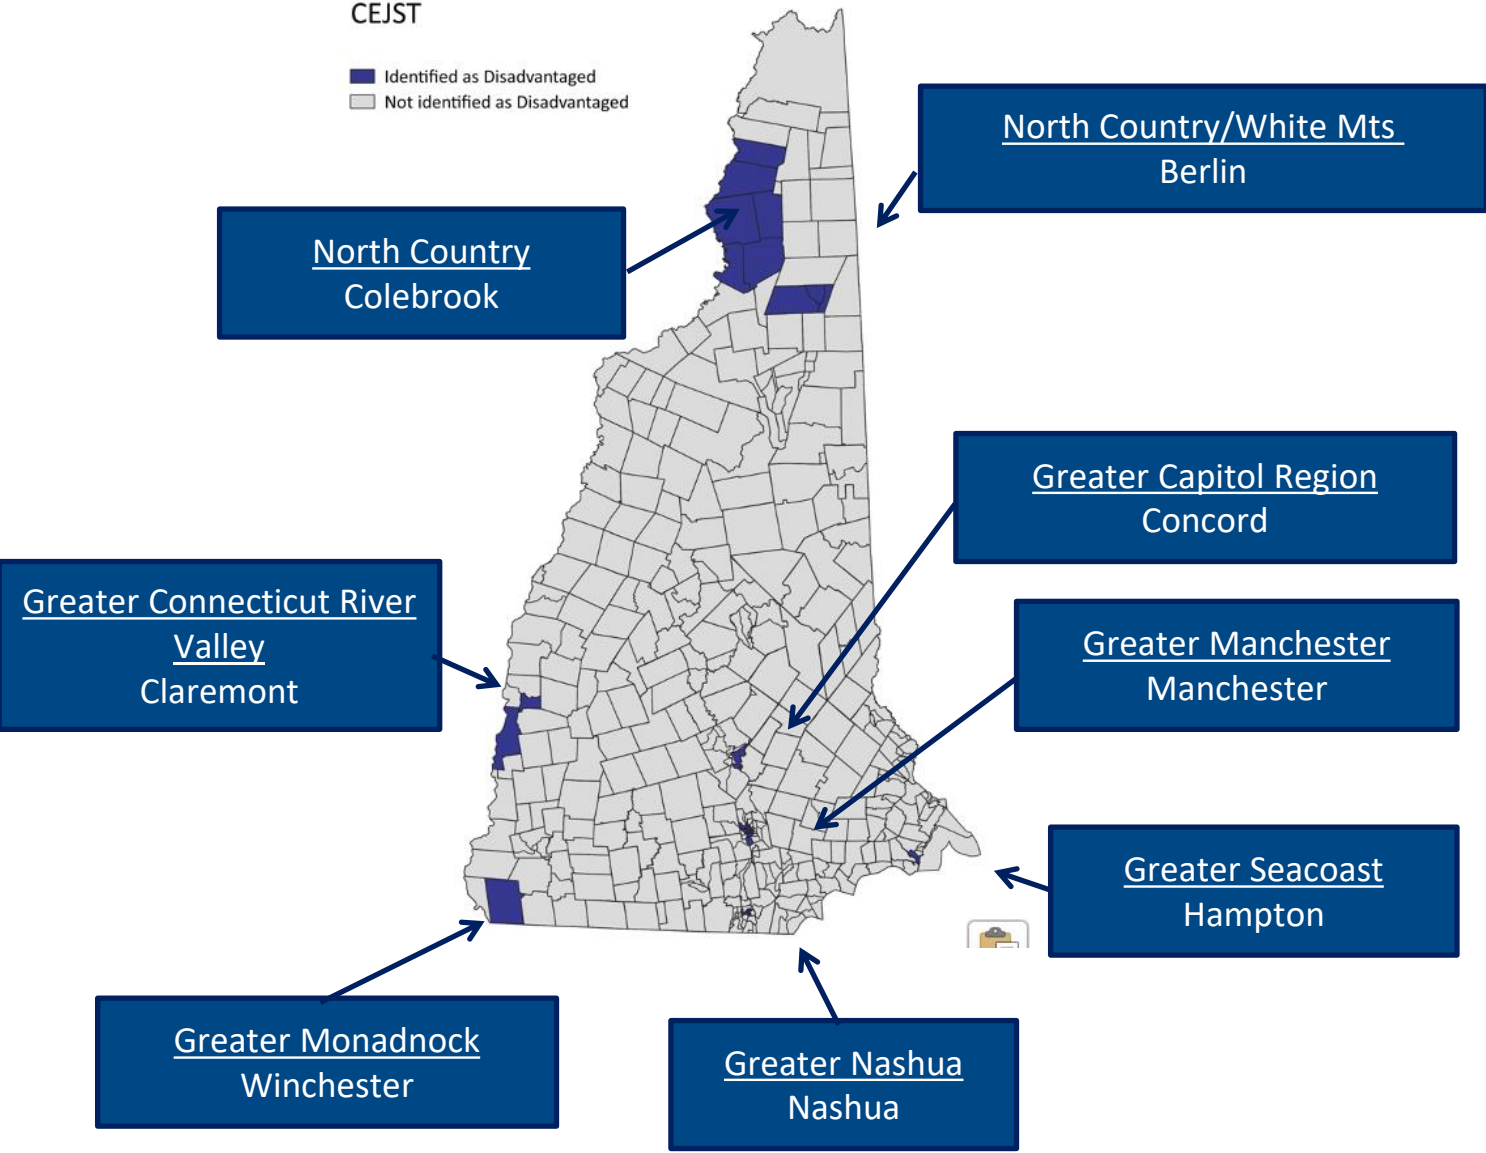 CEJST
Identified as Disadvantaged
Not identified as Disadvantaged
North Country/White Mts
Berlin
North Country
Colebrook
Greater Capitol Region
Concord
Greater Connecticut River
Valley
Claremont
Greater Manchester
Manchester
Greater Seacoast
Hampton
Greater Monadnock
Winchester
Greater Nashua
Nashua